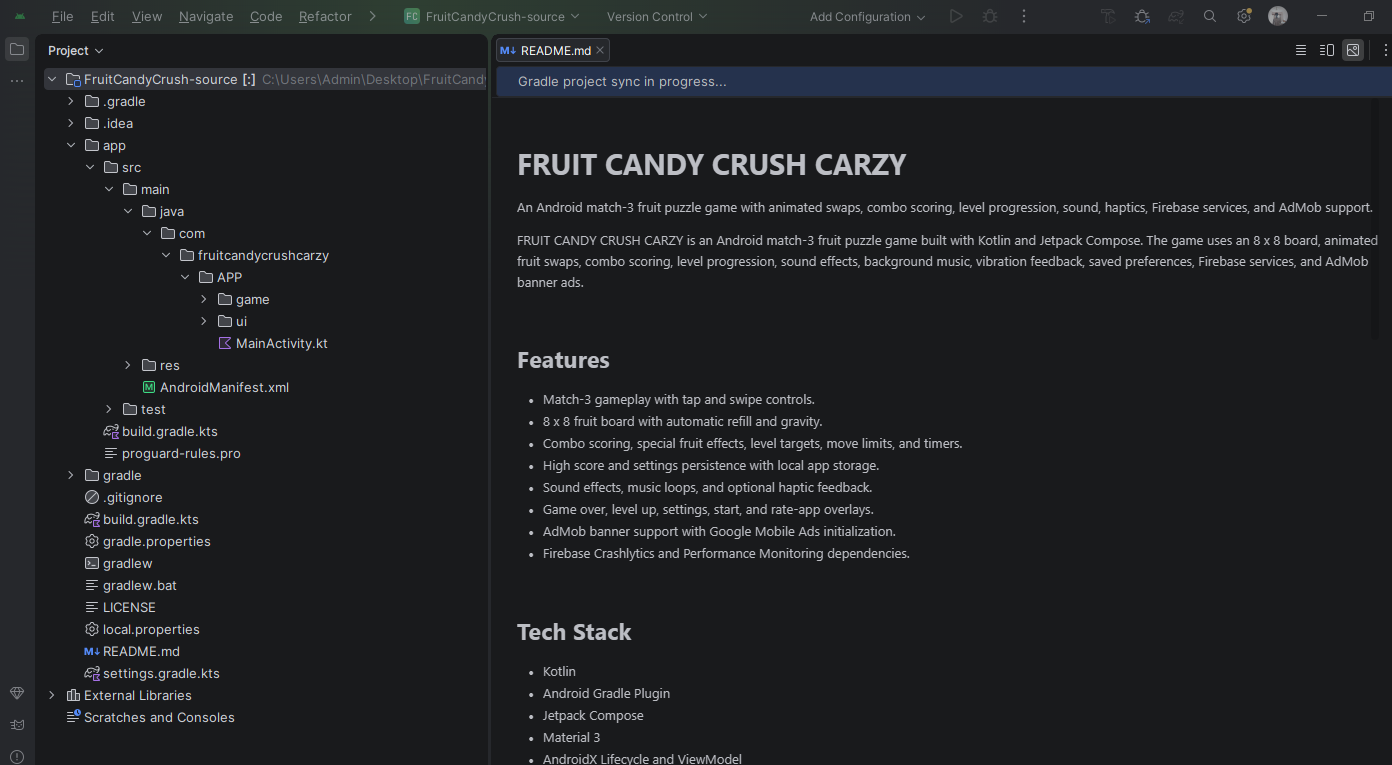 File Edit View Navigate Code Refactor FC FruitCandyCrush-source Version Control Add Configuration
Project
FruitCandyCrush-source [:] C:\Users\Admin\Desktop\FruitCandy
.gradle
.idea
app
src
main
java
com
fruitcandycrushcarzy
APP
game
ui
MainActivity.kt
res
M AndroidManifest.xml
test
build.gradle.kts
proguard-rules.pro
gradle
.gitignore
build.gradle.kts
gradle.properties
gradlew
gradlew.bat
LICENSE
local.properties
M↓ README.md
settings.gradle.kts
External Libraries
Scratches and Consoles
M↓ README.md
Gradle project sync in progress...
FRUIT CANDY CRUSH CARZY
An Android match-3 fruit puzzle game with animated swaps, combo scoring, level progression, sound, haptics, Firebase services, and AdMob support.
FRUIT CANDY CRUSH CARZY is an Android match-3 fruit puzzle game built with Kotlin and Jetpack Compose. The game uses an 8 x 8 board, animated
fruit swaps, combo scoring, level progression, sound effects, background music, vibration feedback, saved preferences, Firebase services, and AdMob
banner ads.
Features
• Match-3 gameplay with tap and swipe controls.
• 8 x 8 fruit board with automatic refill and gravity.
• Combo scoring, special fruit effects, level targets, move limits, and timers.
• High score and settings persistence with local app storage.
• Sound effects, music loops, and optional haptic feedback.
• Game over, level up, settings, start, and rate-app overlays.
• AdMob banner support with Google Mobile Ads initialization.
• Firebase Crashlytics and Performance Monitoring dependencies.
Tech Stack
• Kotlin
• Android Gradle Plugin
• Jetpack Compose
• Material 3
• AndroidX Lifecycle and ViewModel